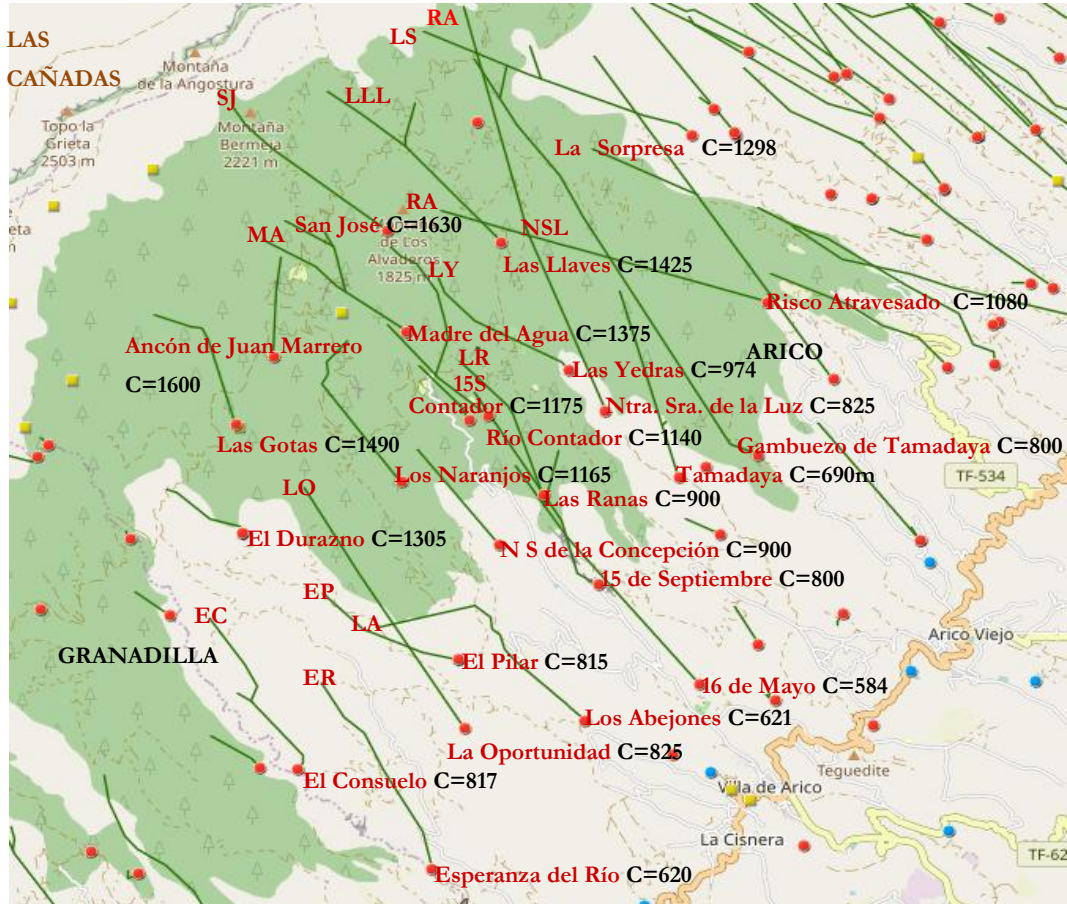 RA
LAS
LS
CAÑADAS
Montaña
de la Angostura
SJ
LLL
Topo la
Grieta
2503 m
Montaña
Bermeja
2221 m
La Sorpresa C=1298
RA
San José C=1630
de Los
Alvaderos
1825 m
MA
NSL
LY
Las Llaves C=1425
Risco Atravesado C=1080
Madre del Agua C=1375
Ancón de Juan Marrero
C=1600
LR
ARICO
15S
Las Yedras C=974
Contador C=1175
Ntra. Sra. de la Luz C=825
Río Contador C=1140
Las Gotas C=1490
Gambuezo de Tamadaya C=800
Los Naranjos C=1165
Tamadaya C=690m
TF-534
LO
Las Ranas C=900
El Durazno C=1305
N S de la Concepción C=900
15 de Septiembre C=800
EP
EC
LA
Arico Viejo
GRANADILLA
El Pilar C=815
ER
16 de Mayo C=584
Los Abejones C=621
La Oportunidad C=825
Teguedite
El Consuelo C=817
Villa de Arico
La Cisnera
TF-62
Esperanza del Río C=620